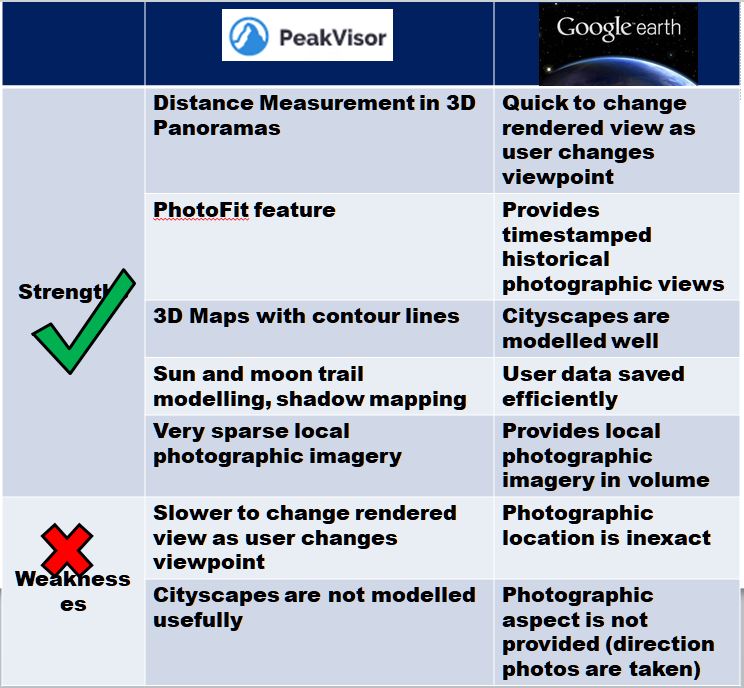 PeakVisor
Google earth
Distance Measurement in 3D
Panoramas
Quick to change
rendered view as
user changes
viewpoint
PhotoFit feature
Provides
timestamped
historical
photographic views
Strengths
3D Maps with contour lines
Cityscapes are
modelled well
Sun and moon trail
modelling, shadow mapping
User data saved
efficiently
Very sparse local
photographic imagery
Provides local
photographic
imagery in volume
Weakness
es
Slower to change rendered
view as user changes
viewpoint
Photographic
location is inexact
Cityscapes are not modelled
usefully
Photographic
aspect is not
provided (direction
photos are taken)